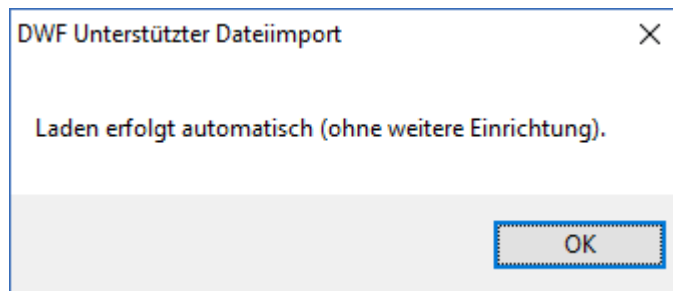 DWF Unterstützter Dateiimport
Laden erfolgt automatisch (ohne weitere Einrichtung).
OK